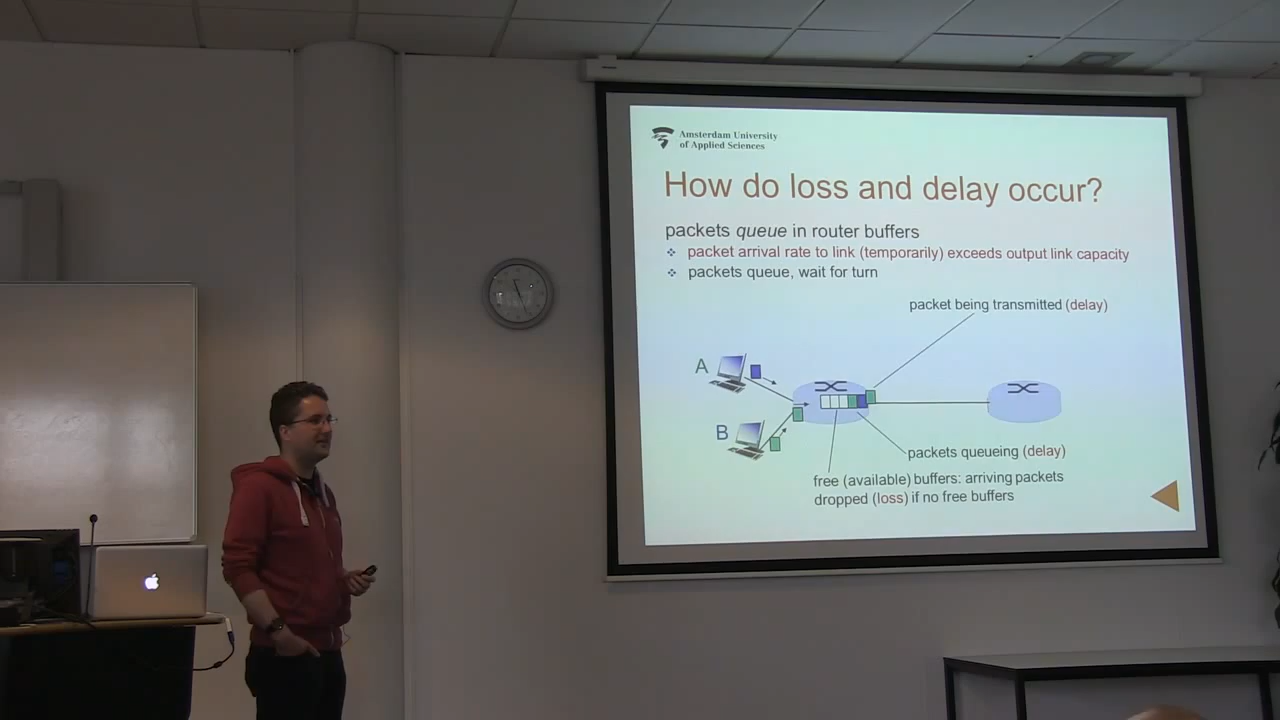 Amsterdam University
of Applied Sciences
How do loss and delay occur?
packets queue in router buffers
❖ packet arrival rate to link (temporarily) exceeds output link capacity
❖ packets queue, wait for turn
packet being transmitted (delay)
A
B
packets queueing (delay)
free (available) buffers: arriving packets
dropped (loss) if no free buffers